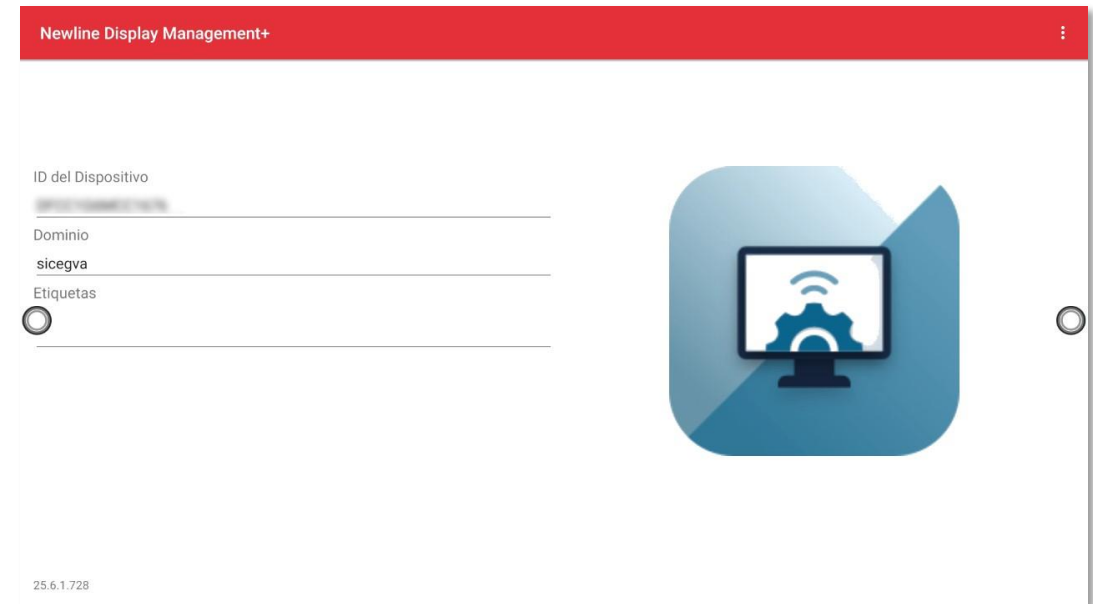 Newline Display Management+
ID del Dispositivo
Dominio
sicegva
Etiquetas
25.6.1.728